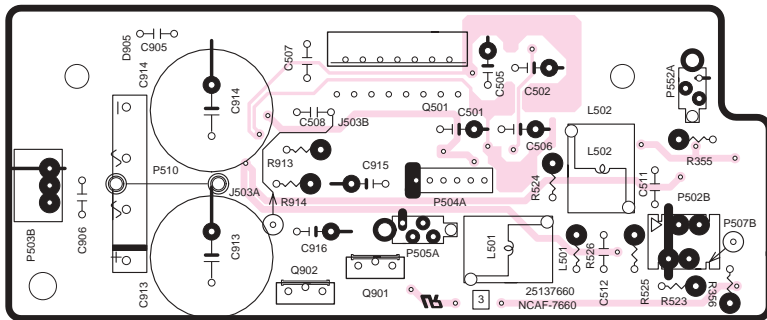 D905
C905
C914
C914
C507
C505
C502
P552A
Q501
C508
J503B
C501
C506
L502
L502
R355
R913
C915
P510
R914
J503A
P504A
R524
C511
P502B
P507B
P503B
C906
C916
P505A
L501
L501
R526
C512
R525
R523
R356
C913
C913
+
Q902
Q901
3
25137660
NCAF-7660